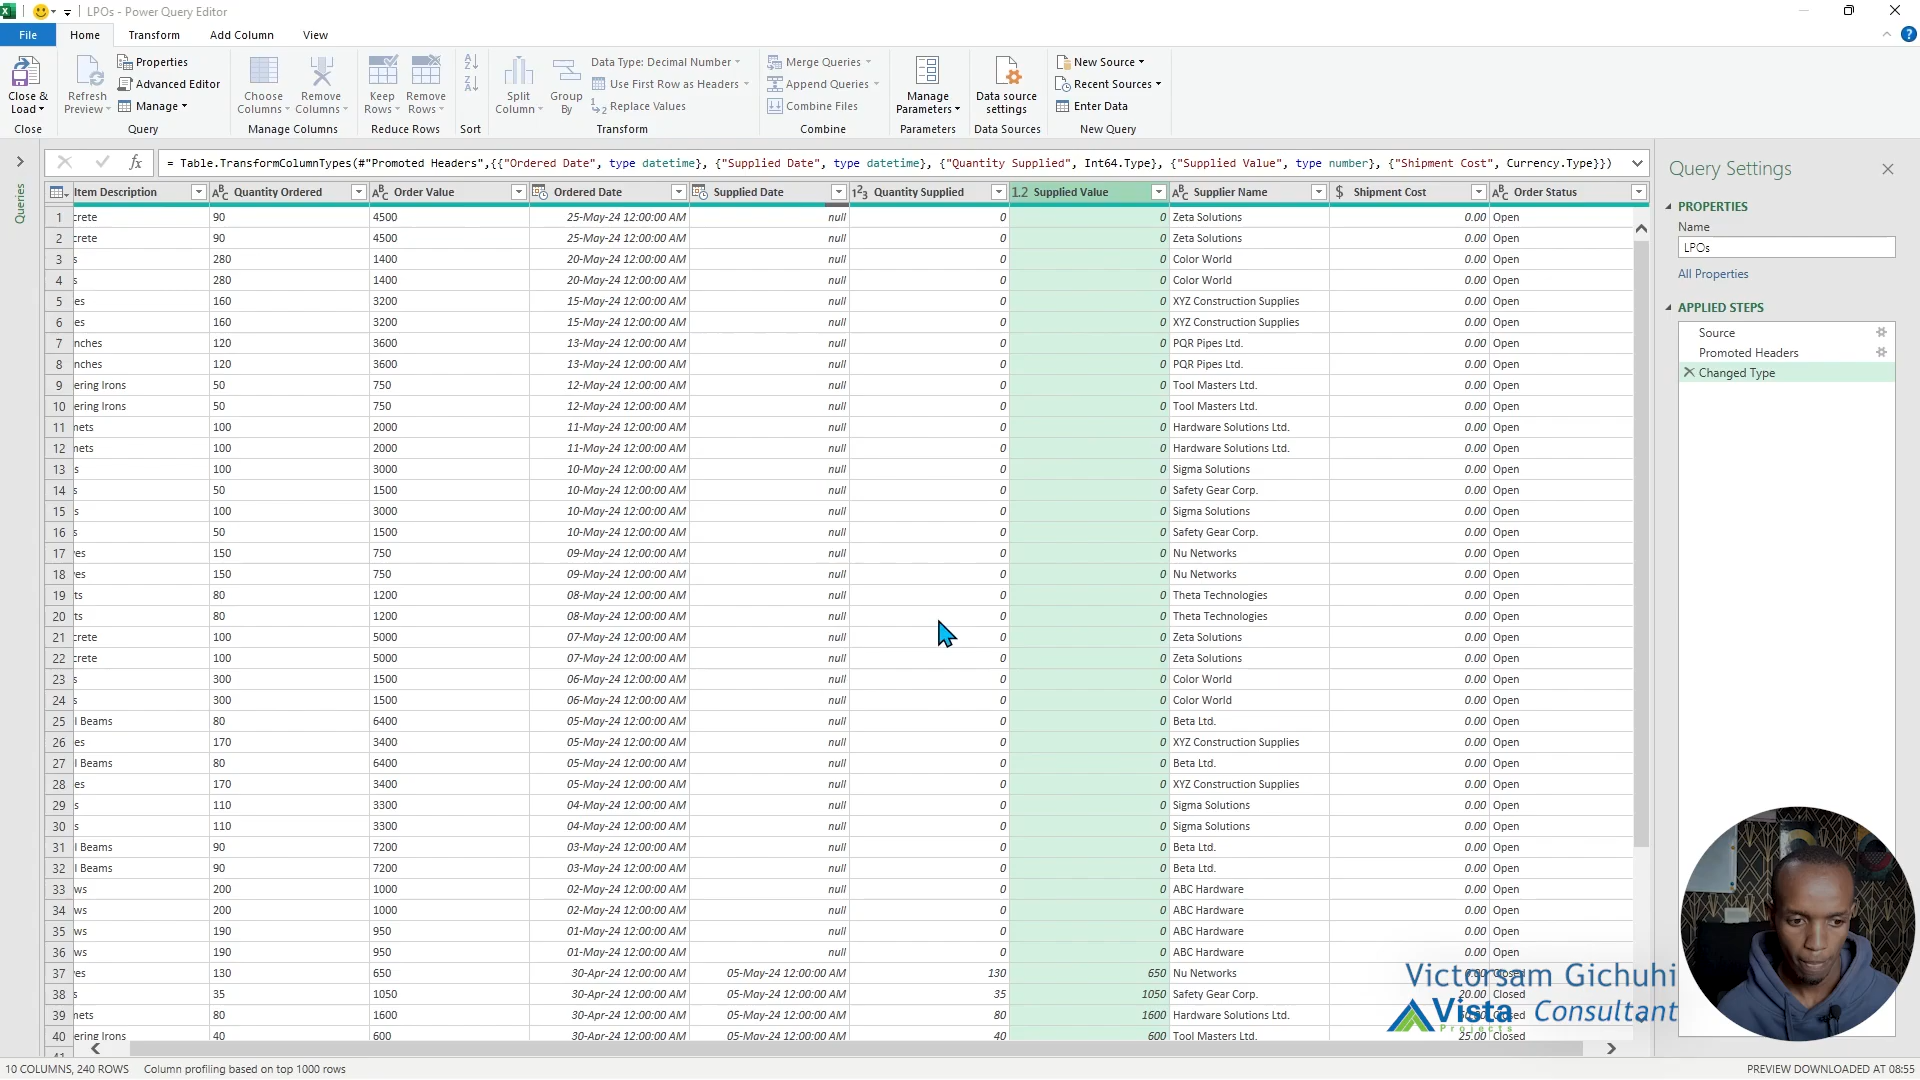 LPOs - Power Query Editor
File Home Transform Add Column View
Close & Load Refresh Preview Properties Advanced Editor Manage Choose Columns Remove Columns Keep Rows Remove Rows Split Column Group By Data Type: Decimal Number Use First Row as Headers Replace Values Merge Queries Append Queries Combine Files Manage Parameters Data source settings New Source Recent Sources Enter Data
Close Query Manage Columns Reduce Rows Sort Transform Combine Parameters Data Sources New Query
= Table.TransformColumnTypes(#"Promoted Headers",{{"Ordered Date", type datetime}, {"Supplied Date", type datetime}, {"Quantity Supplied", Int64.Type}, {"Supplied Value", type number}, {"Shipment Cost", Currency.Type}})
Queries
Item Description Quantity Ordered Order Value Ordered Date Supplied Date Quantity Supplied 1.2 Supplied Value Supplier Name $ Shipment Cost Order Status
1 crete 90 4500 25-May-24 12:00:00 AM null 0 0 Zeta Solutions 0.00 Open
2 crete 90 4500 25-May-24 12:00:00 AM null 0 0 Zeta Solutions 0.00 Open
3 s 280 1400 20-May-24 12:00:00 AM null 0 0 Color World 0.00 Open
4 s 280 1400 20-May-24 12:00:00 AM null 0 0 Color World 0.00 Open
5 es 160 3200 15-May-24 12:00:00 AM null 0 0 XYZ Construction Supplies 0.00 Open
6 es 160 3200 15-May-24 12:00:00 AM null 0 0 XYZ Construction Supplies 0.00 Open
7 nches 120 3600 13-May-24 12:00:00 AM null 0 0 PQR Pipes Ltd. 0.00 Open
8 nches 120 3600 13-May-24 12:00:00 AM null 0 0 PQR Pipes Ltd. 0.00 Open
9 ering Irons 50 750 12-May-24 12:00:00 AM null 0 0 Tool Masters Ltd. 0.00 Open
10 ering Irons 50 750 12-May-24 12:00:00 AM null 0 0 Tool Masters Ltd. 0.00 Open
11 mets 100 2000 11-May-24 12:00:00 AM null 0 0 Hardware Solutions Ltd. 0.00 Open
12 mets 100 2000 11-May-24 12:00:00 AM null 0 0 Hardware Solutions Ltd. 0.00 Open
13 s 100 3000 10-May-24 12:00:00 AM null 0 0 Sigma Solutions 0.00 Open
14 s 50 1500 10-May-24 12:00:00 AM null 0 0 Safety Gear Corp. 0.00 Open
15 s 100 3000 10-May-24 12:00:00 AM null 0 0 Sigma Solutions 0.00 Open
16 s 50 1500 10-May-24 12:00:00 AM null 0 0 Safety Gear Corp. 0.00 Open
17 es 150 750 09-May-24 12:00:00 AM null 0 0 Nu Networks 0.00 Open
18 es 150 750 09-May-24 12:00:00 AM null 0 0 Nu Networks 0.00 Open
19 ts 80 1200 08-May-24 12:00:00 AM null 0 0 Theta Technologies 0.00 Open
20 ts 80 1200 08-May-24 12:00:00 AM null 0 0 Theta Technologies 0.00 Open
21 crete 100 5000 07-May-24 12:00:00 AM null 0 0 Zeta Solutions 0.00 Open
22 crete 100 5000 07-May-24 12:00:00 AM null 0 0 Zeta Solutions 0.00 Open
23 s 300 1500 06-May-24 12:00:00 AM null 0 0 Color World 0.00 Open
24 s 300 1500 06-May-24 12:00:00 AM null 0 0 Color World 0.00 Open
25 l Beams 80 6400 05-May-24 12:00:00 AM null 0 0 Beta Ltd. 0.00 Open
26 es 170 3400 05-May-24 12:00:00 AM null 0 0 XYZ Construction Supplies 0.00 Open
27 l Beams 80 6400 05-May-24 12:00:00 AM null 0 0 Beta Ltd. 0.00 Open
28 es 170 3400 05-May-24 12:00:00 AM null 0 0 XYZ Construction Supplies 0.00 Open
29 s 110 3300 04-May-24 12:00:00 AM null 0 0 Sigma Solutions 0.00 Open
30 s 110 3300 04-May-24 12:00:00 AM null 0 0 Sigma Solutions 0.00 Open
31 l Beams 90 7200 03-May-24 12:00:00 AM null 0 0 Beta Ltd. 0.00 Open
32 l Beams 90 7200 03-May-24 12:00:00 AM null 0 0 Beta Ltd. 0.00 Open
33 ws 200 1000 02-May-24 12:00:00 AM null 0 0 ABC Hardware 0.00 Open
34 ws 200 1000 02-May-24 12:00:00 AM null 0 0 ABC Hardware 0.00 Open
35 ws 190 950 01-May-24 12:00:00 AM null 0 0 ABC Hardware 0.00 Open
36 ws 190 950 01-May-24 12:00:00 AM null 0 0 ABC Hardware 0.00 Open
37 es 130 650 30-Apr-24 12:00:00 AM 05-May-24 12:00:00 AM 130 650 Nu Networks 0.00 Closed
38 s 35 1050 30-Apr-24 12:00:00 AM 05-May-24 12:00:00 AM 35 1050 Safety Gear Corp. 20.00 Closed
39 mets 80 1600 30-Apr-24 12:00:00 AM 05-May-24 12:00:00 AM 80 1600 Hardware Solutions Ltd. Closed
40 ering Irons 40 600 30-Apr-24 12:00:00 AM 05-May-24 12:00:00 AM 40 600 Tool Masters Ltd. 25.00 Closed
Query Settings
PROPERTIES
Name
LPOs
All Properties
APPLIED STEPS
Source
Promoted Headers
Changed Type
Victorsam Gichuhi
Vista Consultant
Projects
10 COLUMNS, 240 ROWS Column profiling based on top 1000 rows PREVIEW DOWNLOADED AT 08:55